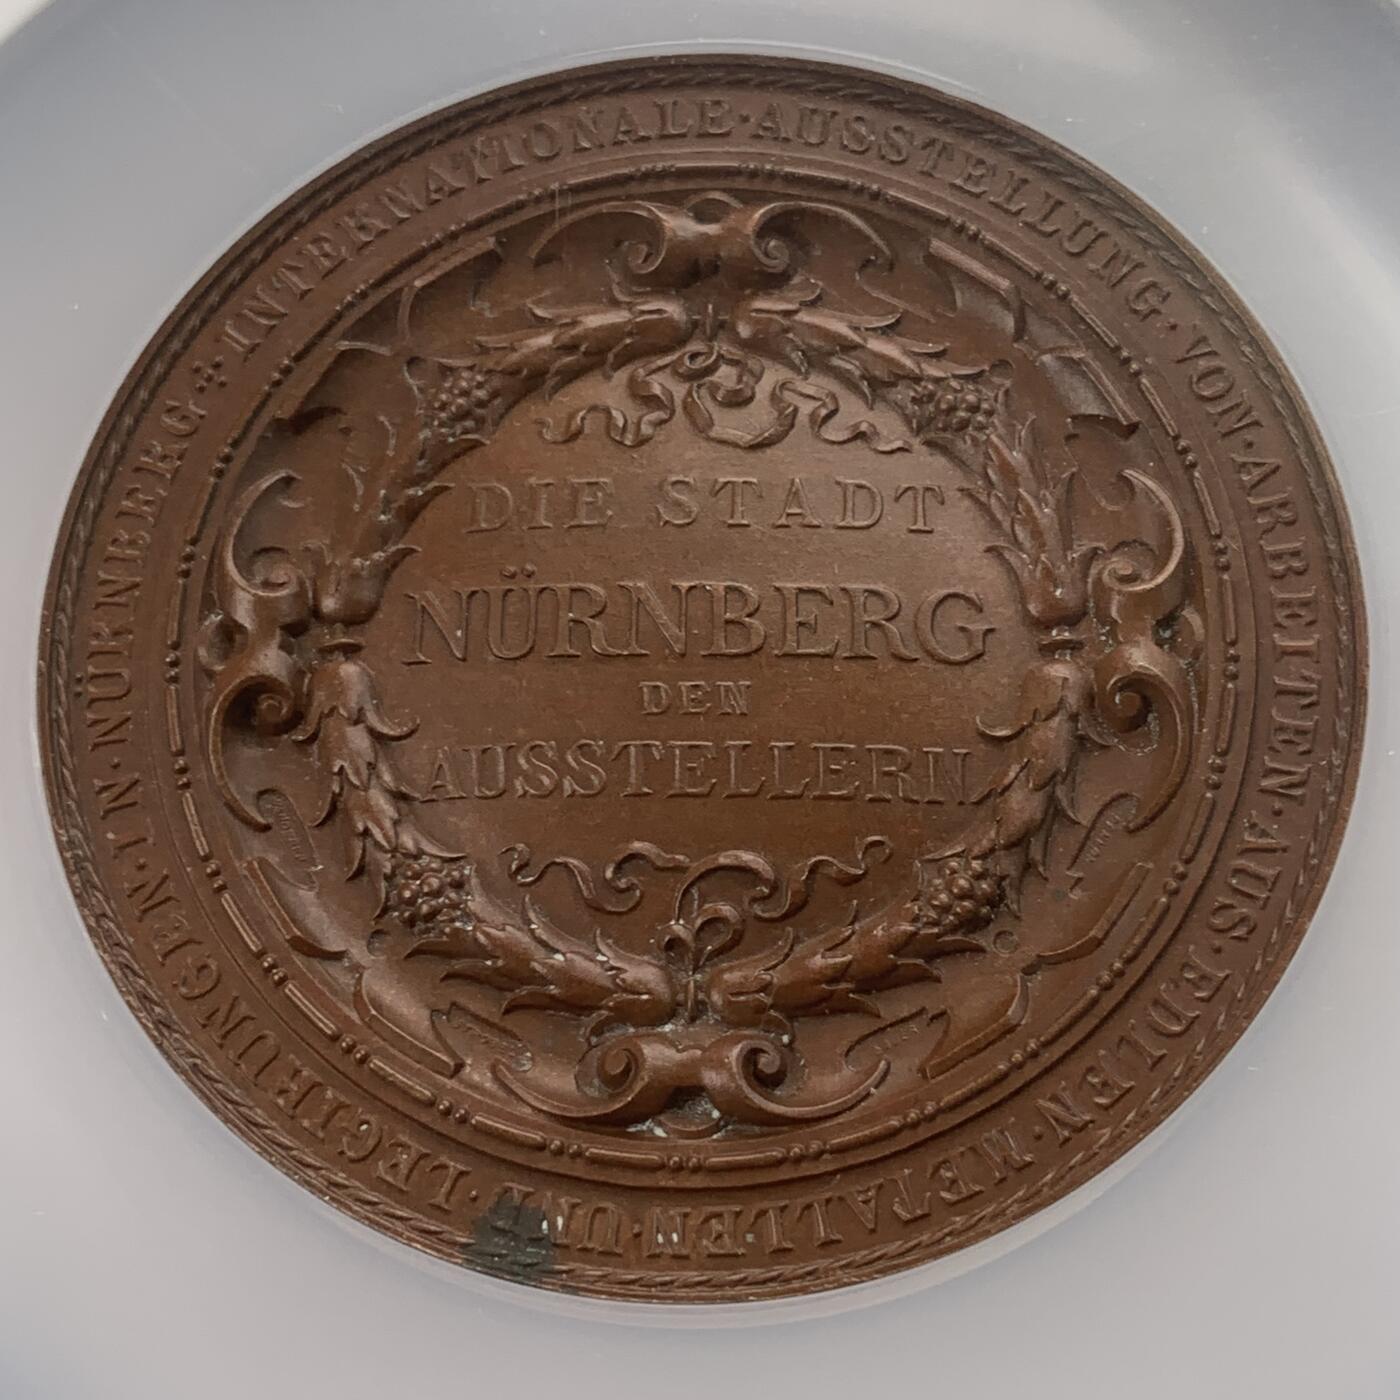 INTERNATIONALE·AUSSTELLUNG·VON·ARBEITEN·AUS·EDLEN·METALLEN·UND·LEGIRUNGEN·IN·NÜRNBERG
DIE STADT
NÜRNBERG
DEN
AUSSTELLERN